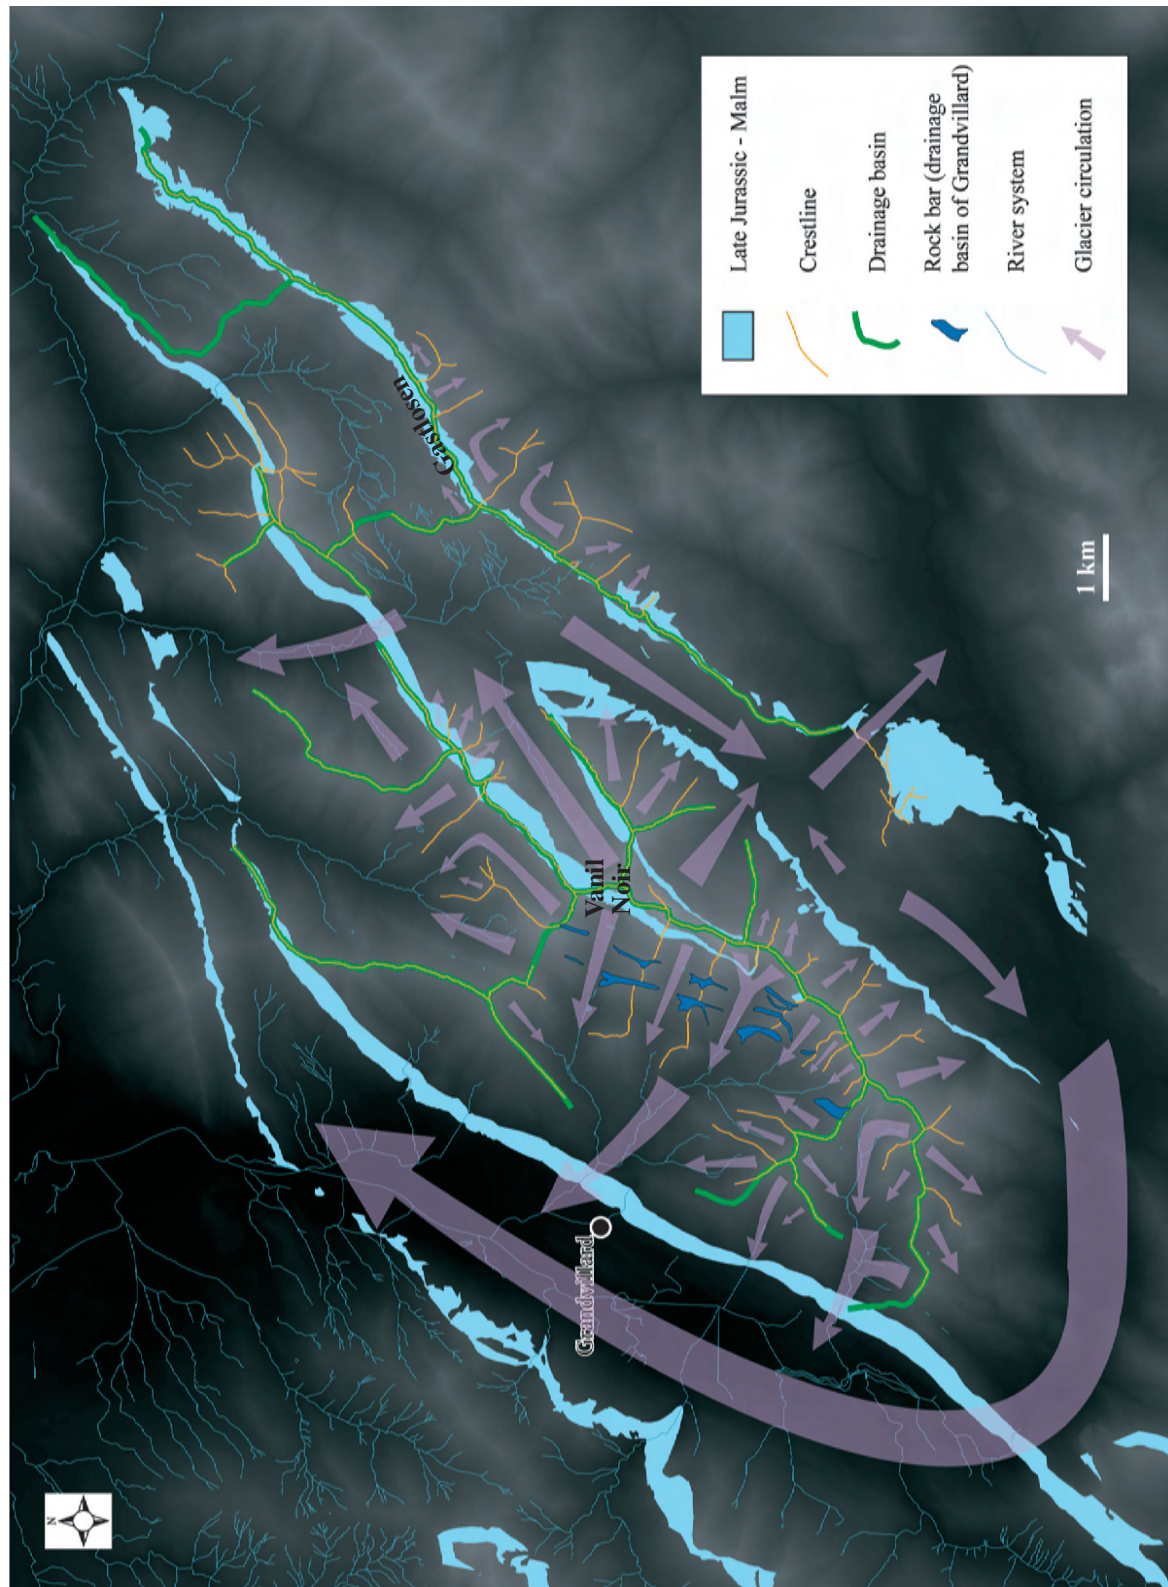 N
Gastlosen
Vanil
Noir
Grandvillard
1 km
Late Jurassic - Malm
Crestline
Drainage basin
Rock bar (drainage
basin of Grandvillard)
River system
Glacier circulation